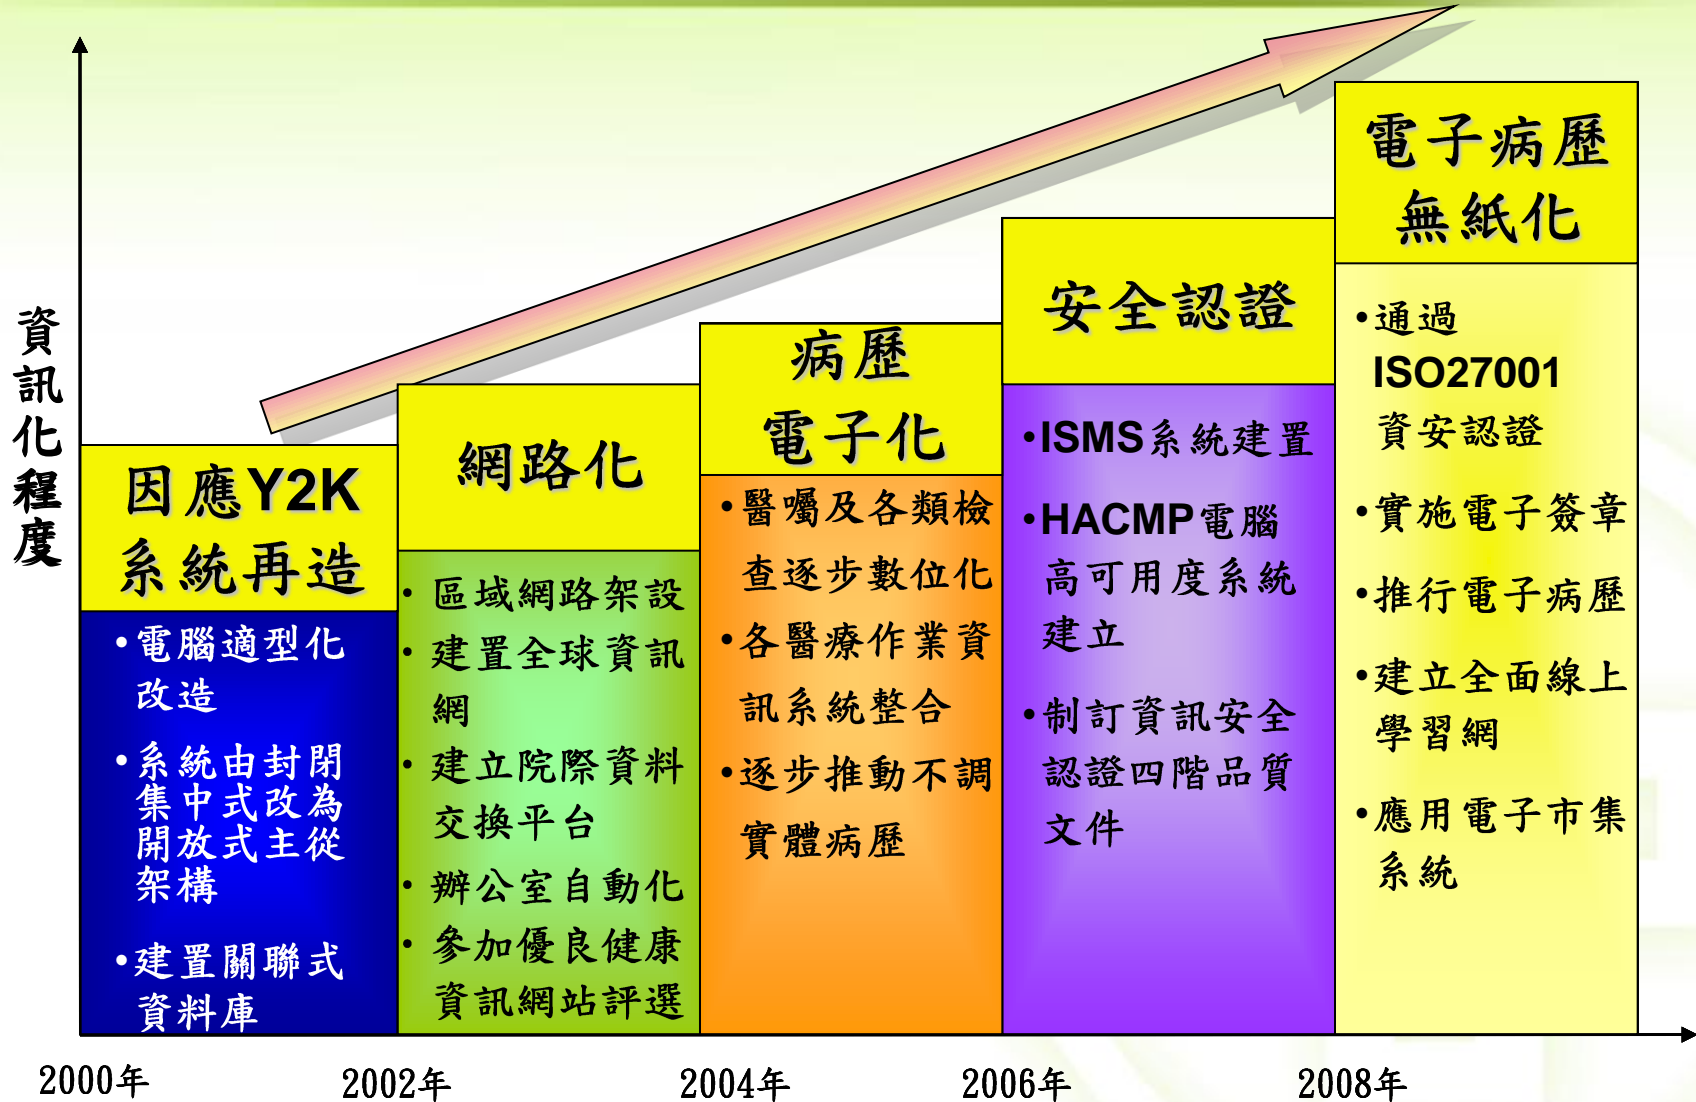 資訊化程度
因應Y2K
系統再造
•電腦適型化
改造
•系統由封閉
集中式改為
開放式主從
架構
•建置關聯式
資料庫
網路化
• 區域網路架設
• 建置全球資訊
網
• 建立院際資料
交換平台
• 辦公室自動化
• 參加優良健康
資訊網站評選
病歷
電子化
•醫囑及各類檢
查逐步數位化
•各醫療作業資
訊系統整合
•逐步推動不調
實體病歷
安全認證
•ISMS系統建置
•HACMP電腦
高可用度系統
建立
•制訂資訊安全
認證四階品質
文件
電子病歷
無紙化
•通過
ISO27001
資安認證
•實施電子簽章
•推行電子病歷
•建立全面線上
學習網
•應用電子市集
系統
2000年
2002年
2004年
2006年
2008年